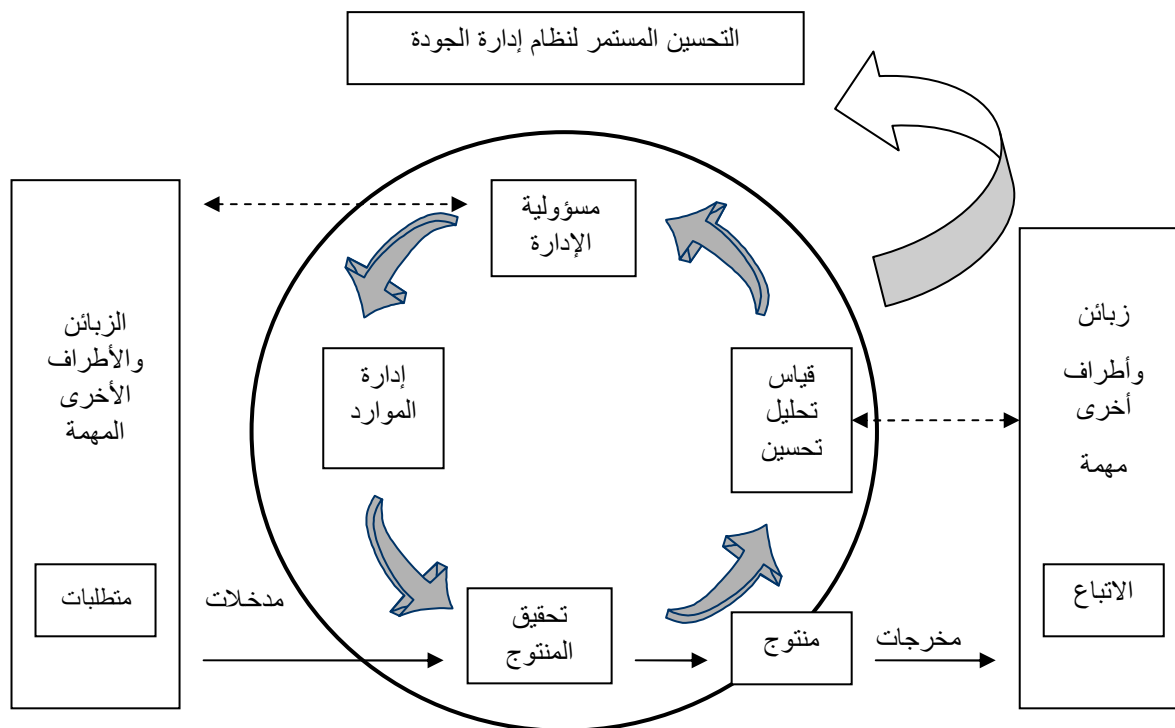 التحسين المستمر لنظام إدارة الجودة
مسؤولية
الإدارة
الزبائن
والأطراف
الأخرى
المهمة
إدارة
الموارد
قياس
تحليل
تحسين
زبائن
وأطراف
أخرى
مهمة
متطلبات
مدخلات
تحقيق
المنتوج
منتوج
مخرجات
الاتباع